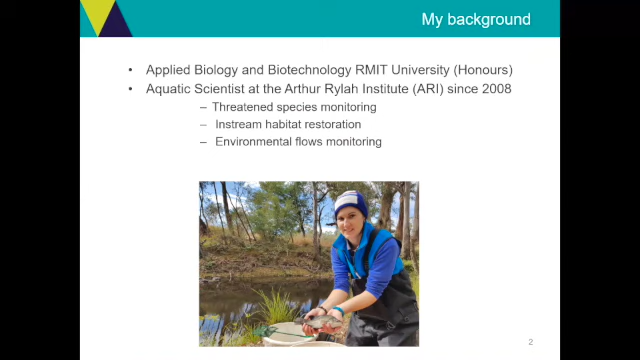 My background
• Applied Biology and Biotechnology RMIT University (Honours)
• Aquatic Scientist at the Arthur Rylah Institute (ARI) since 2008
– Threatened species monitoring
– Instream habitat restoration
– Environmental flows monitoring
2